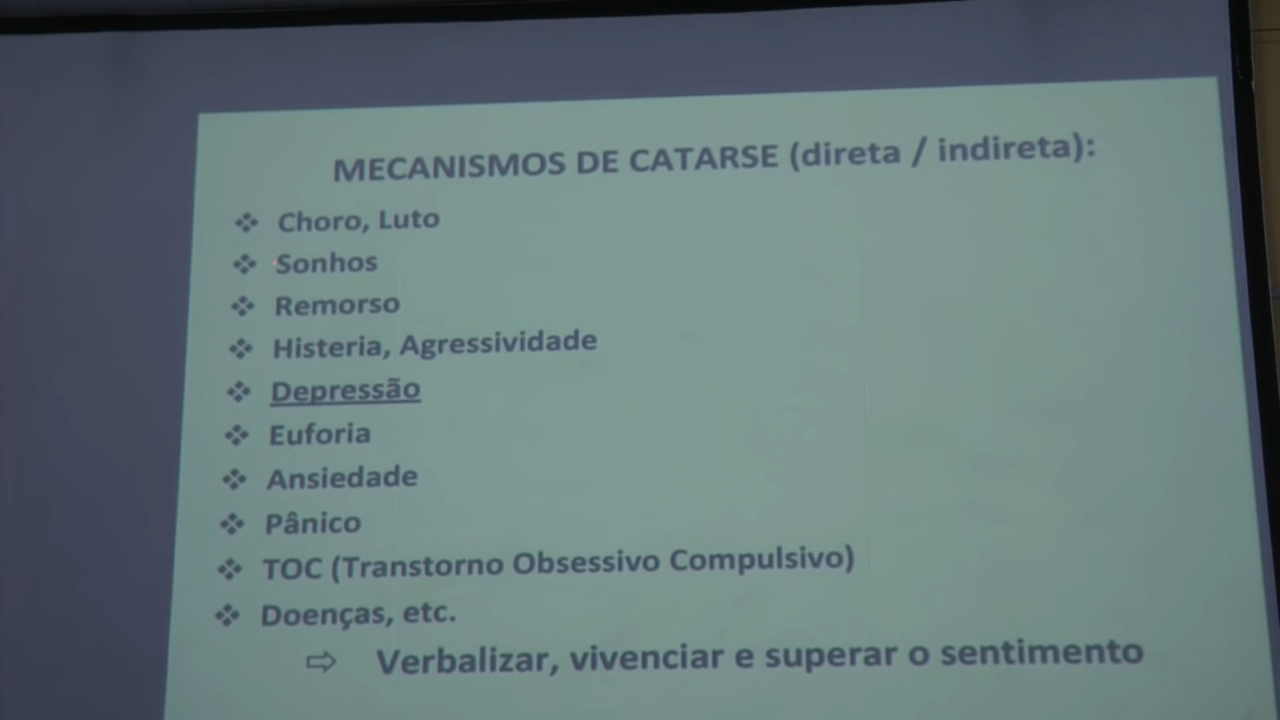 MECANISMOS DE CATARSE (direta / indireta):
❖ Choro, Luto
❖ Sonhos
❖ Remorso
❖ Histeria, Agressividade
❖ Depressão
❖ Euforia
❖ Ansiedade
❖ Pânico
❖ TOC (Transtorno Obsessivo Compulsivo)
❖ Doenças, etc.
⇨ Verbalizar, vivenciar e superar o sentimento